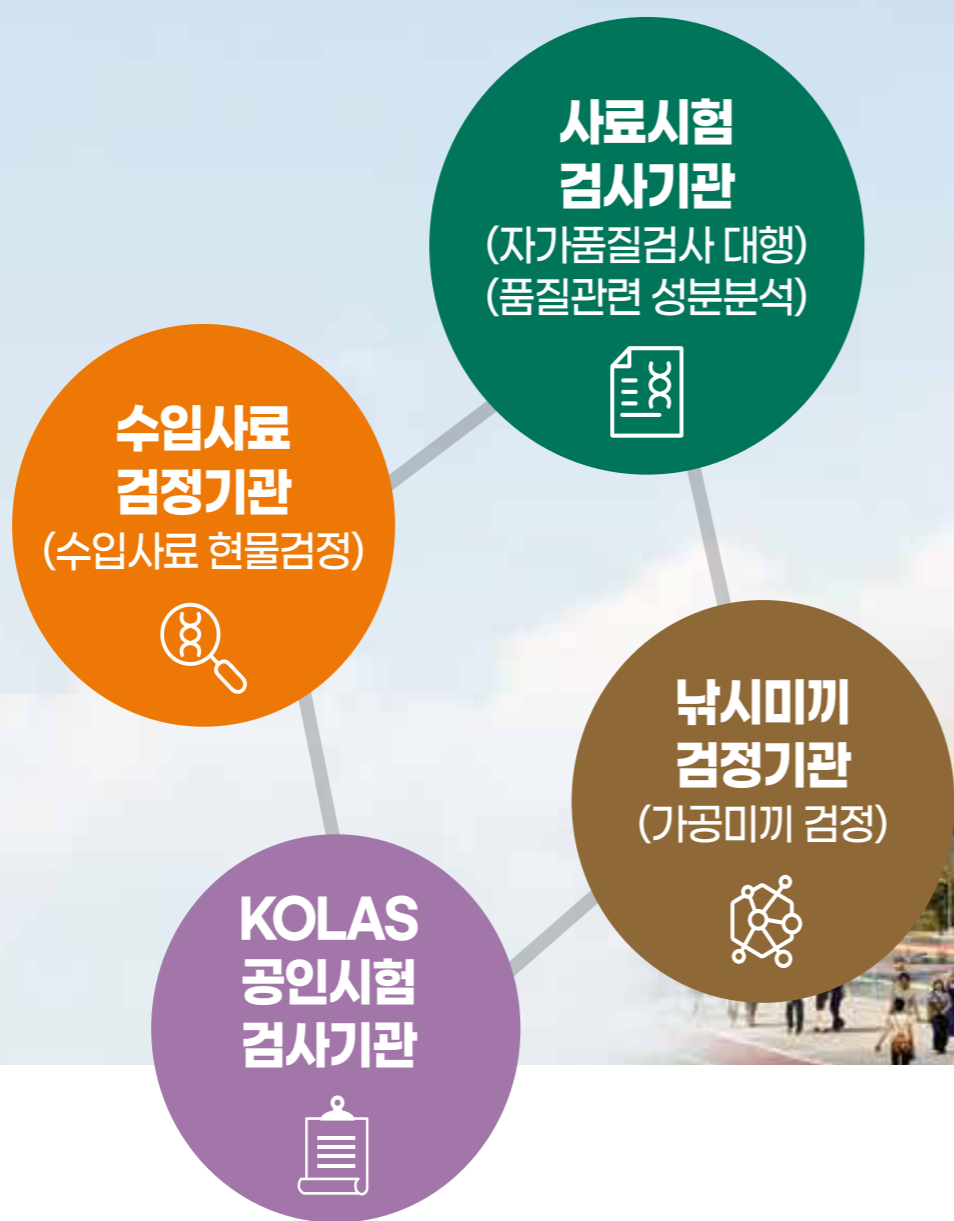 사료시험
검사기관
(자가품질검사 대행)
(품질관련 성분분석)
수입사료
검정기관
(수입사료 현물검정)
낚시미끼
검정기관
(가공미끼 검정)
KOLAS
공인시험
검사기관